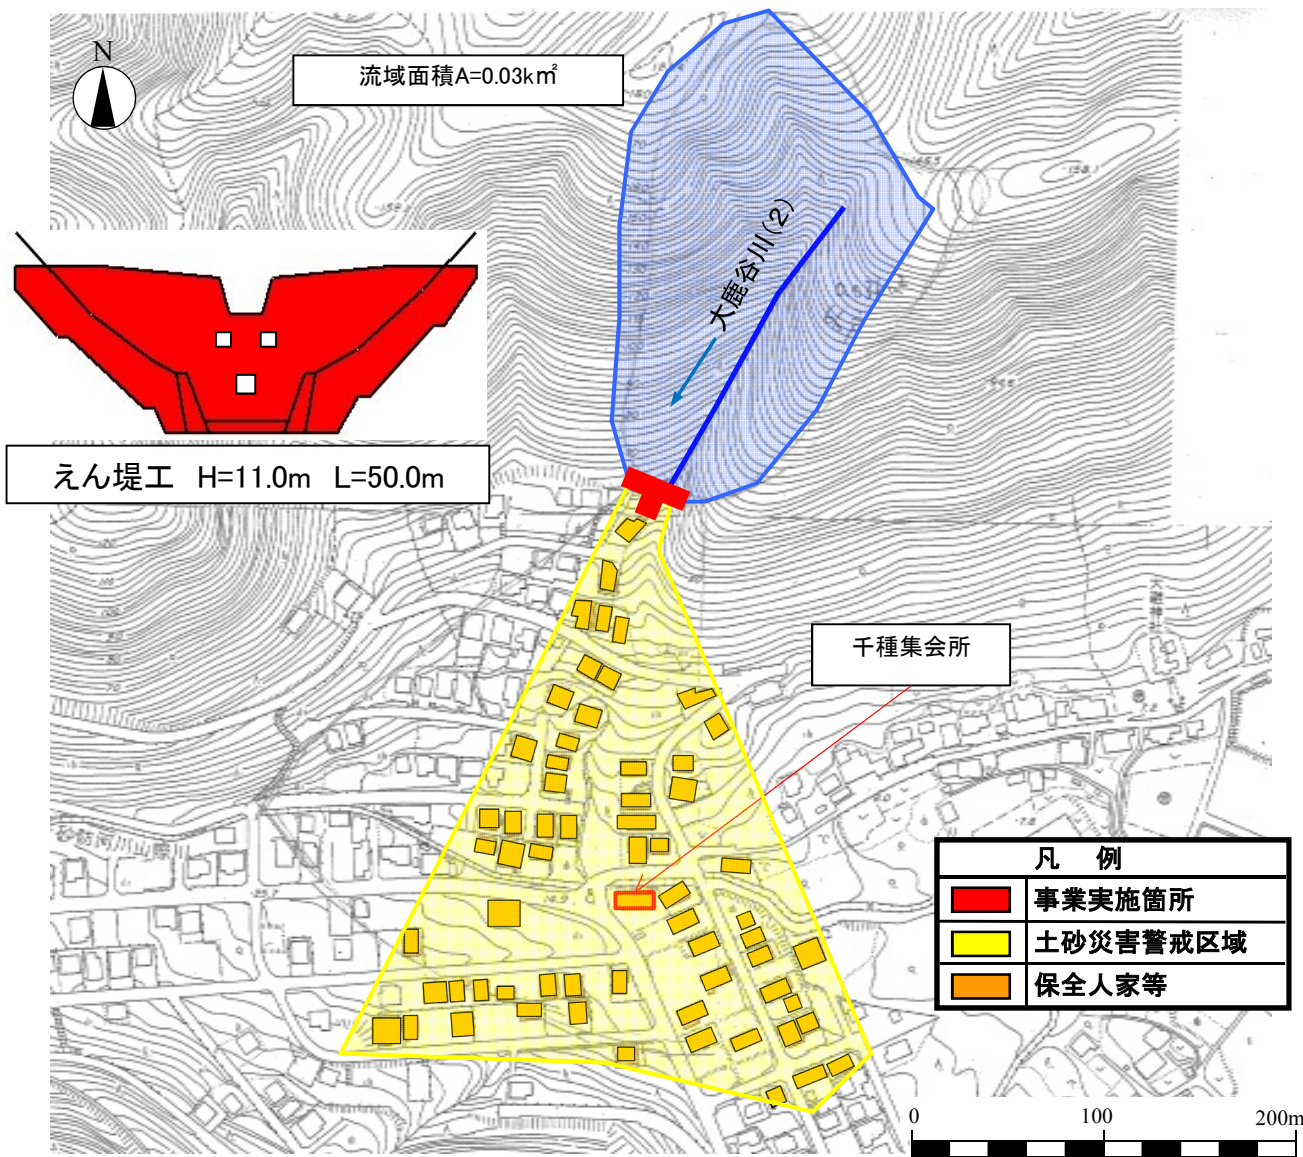 N
流域面積A=0.03k㎡
大鹿谷川(2)
えん堤工 H=11.0m L=50.0m
千種集会所
凡 例
事業実施箇所
土砂災害警戒区域
保全人家等
0 100 200m